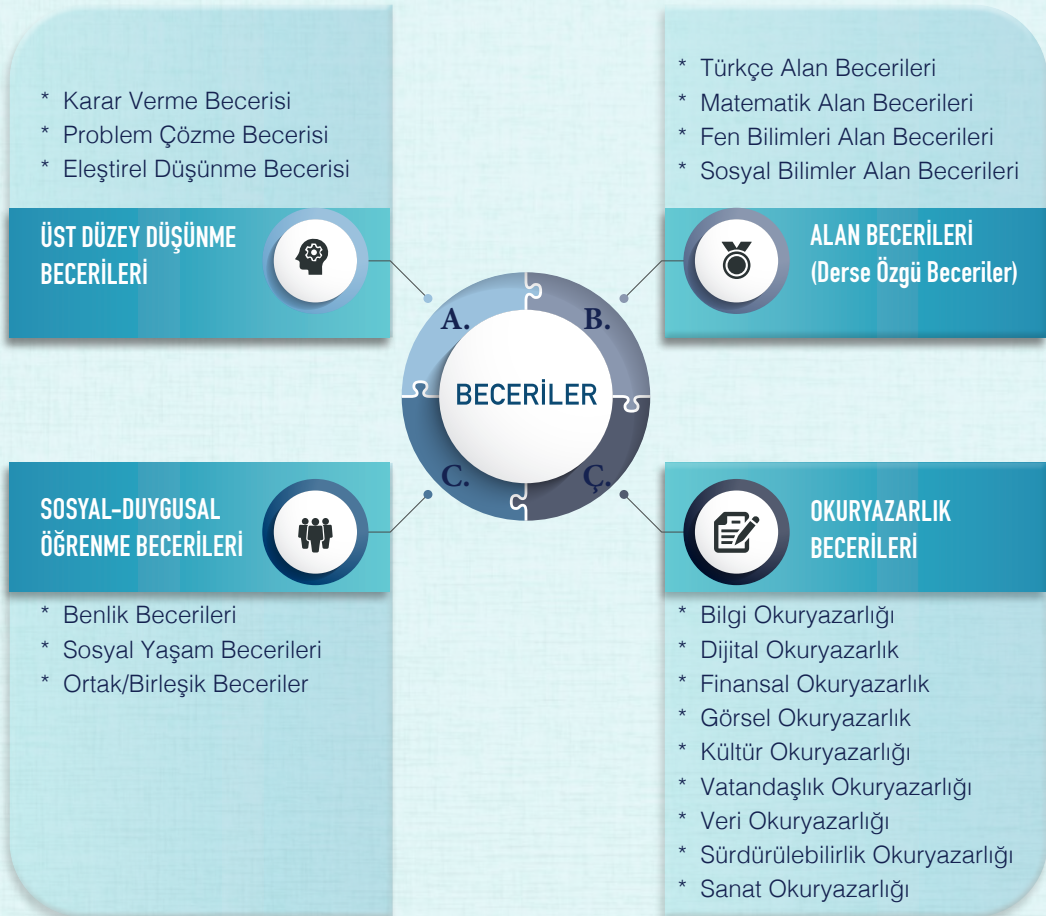 * Karar Verme Becerisi
* Problem Çözme Becerisi
* Eleştirel Düşünme Becerisi
ÜST DÜZEY DÜŞÜNME
BECERİLERİ
* Türkçe Alan Becerileri
* Matematik Alan Becerileri
* Fen Bilimleri Alan Becerileri
* Sosyal Bilimler Alan Becerileri
ALAN BECERİLERİ
(Derse Özgü Beceriler)
A.
B.
BECERİLER
C.
Ç.
SOSYAL-DUYGUSAL
ÖĞRENME BECERİLERİ
* Benlik Becerileri
* Sosyal Yaşam Becerileri
* Ortak/Birleşik Beceriler
OKURYAZARLIK
BECERİLERİ
* Bilgi Okuryazarlığı
* Dijital Okuryazarlık
* Finansal Okuryazarlık
* Görsel Okuryazarlık
* Kültür Okuryazarlığı
* Vatandaşlık Okuryazarlığı
* Veri Okuryazarlığı
* Sürdürülebilirlik Okuryazarlığı
* Sanat Okuryazarlığı